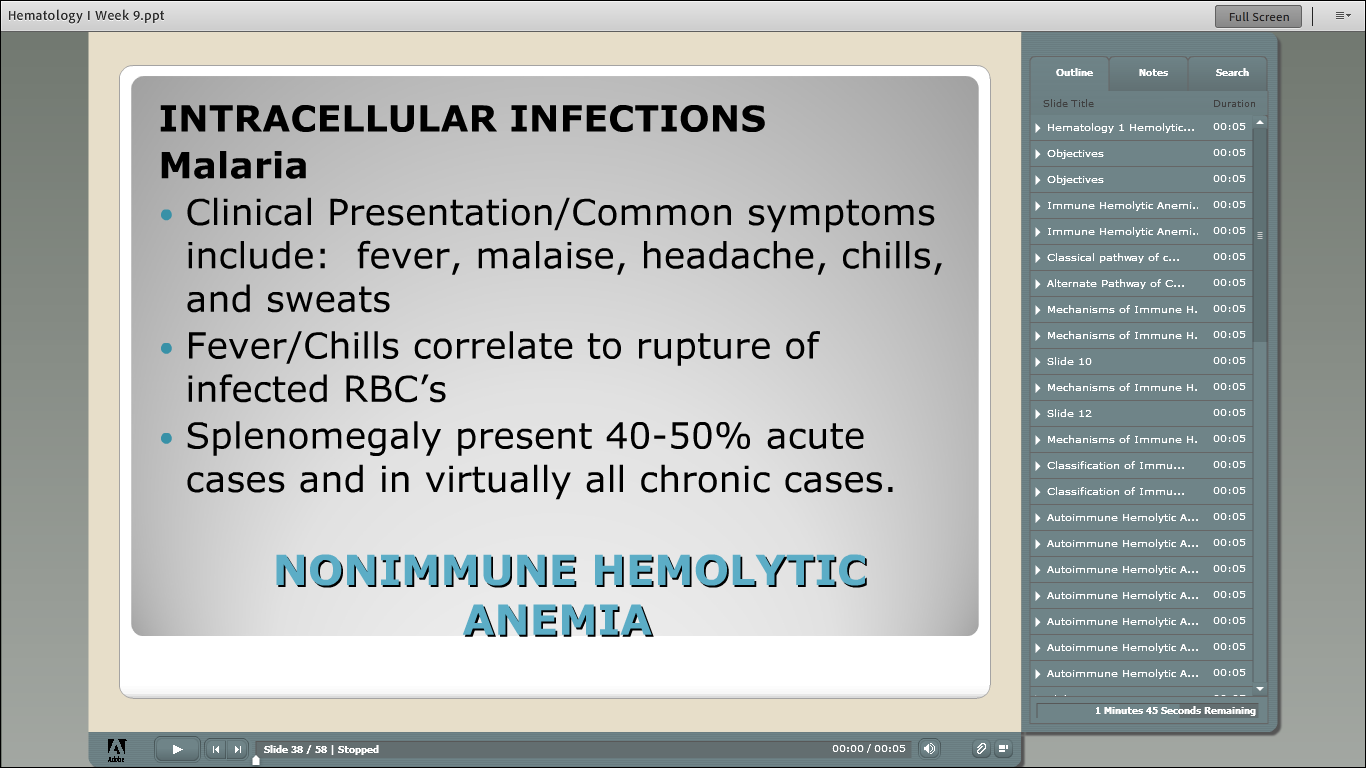 Hematology I Week 9.ppt
Full Screen
INTRACELLULAR INFECTIONS
Malaria
• Clinical Presentation/Common symptoms
include:  fever, malaise, headache, chills,
and sweats
• Fever/Chills correlate to rupture of
infected RBC’s
• Splenomegaly present 40-50% acute
cases and in virtually all chronic cases.
NONIMMUNE HEMOLYTIC
ANEMIA
Outline Notes Search
Slide Title Duration
Hematology 1 Hemolytic... 00:05
Objectives 00:05
Objectives 00:05
Immune Hemolytic Anemi.. 00:05
Immune Hemolytic Anemi.. 00:05
Classical pathway of c... 00:05
Alternate Pathway of C... 00:05
Mechanisms of Immune H. 00:05
Mechanisms of Immune H. 00:05
Slide 10 00:05
Mechanisms of Immune H. 00:05
Slide 12 00:05
Mechanisms of Immune H. 00:05
Classification of Immu... 00:05
Classification of Immu... 00:05
Autoimmune Hemolytic A... 00:05
Autoimmune Hemolytic A... 00:05
Autoimmune Hemolytic A... 00:05
Autoimmune Hemolytic A... 00:05
Autoimmune Hemolytic A... 00:05
Autoimmune Hemolytic A... 00:05
Autoimmune Hemolytic A... 00:05
1 Minutes 45 Seconds Remaining
Adobe
Slide 38 / 58 | Stopped
00:00 / 00:05